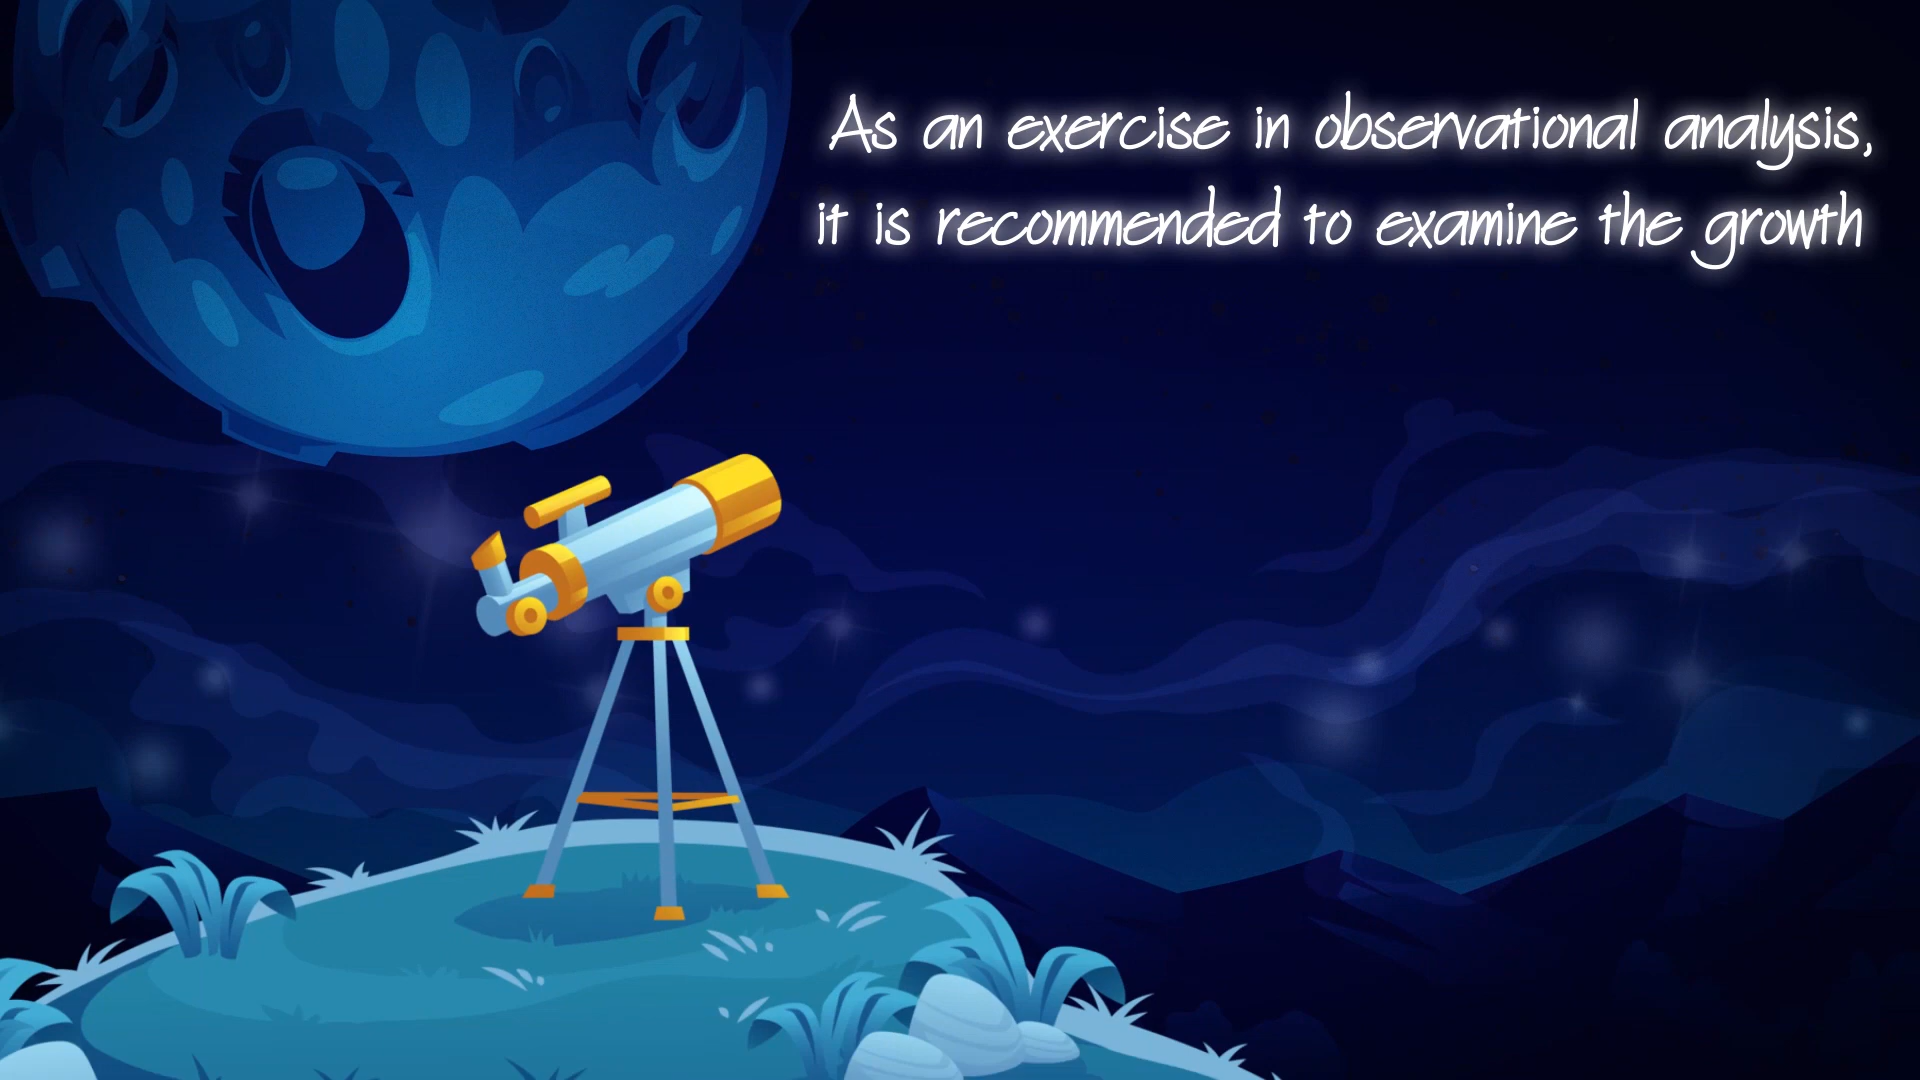 As an exercise in observational analysis,
it is recommended to examine the growth